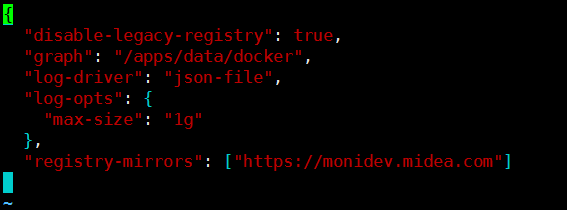 {
  "disable-legacy-registry": true,
  "graph": "/apps/data/docker",
  "log-driver": "json-file",
  "log-opts": {
    "max-size": "1g"
  },
  "registry-mirrors": ["https://monidev.midea.com"]
~